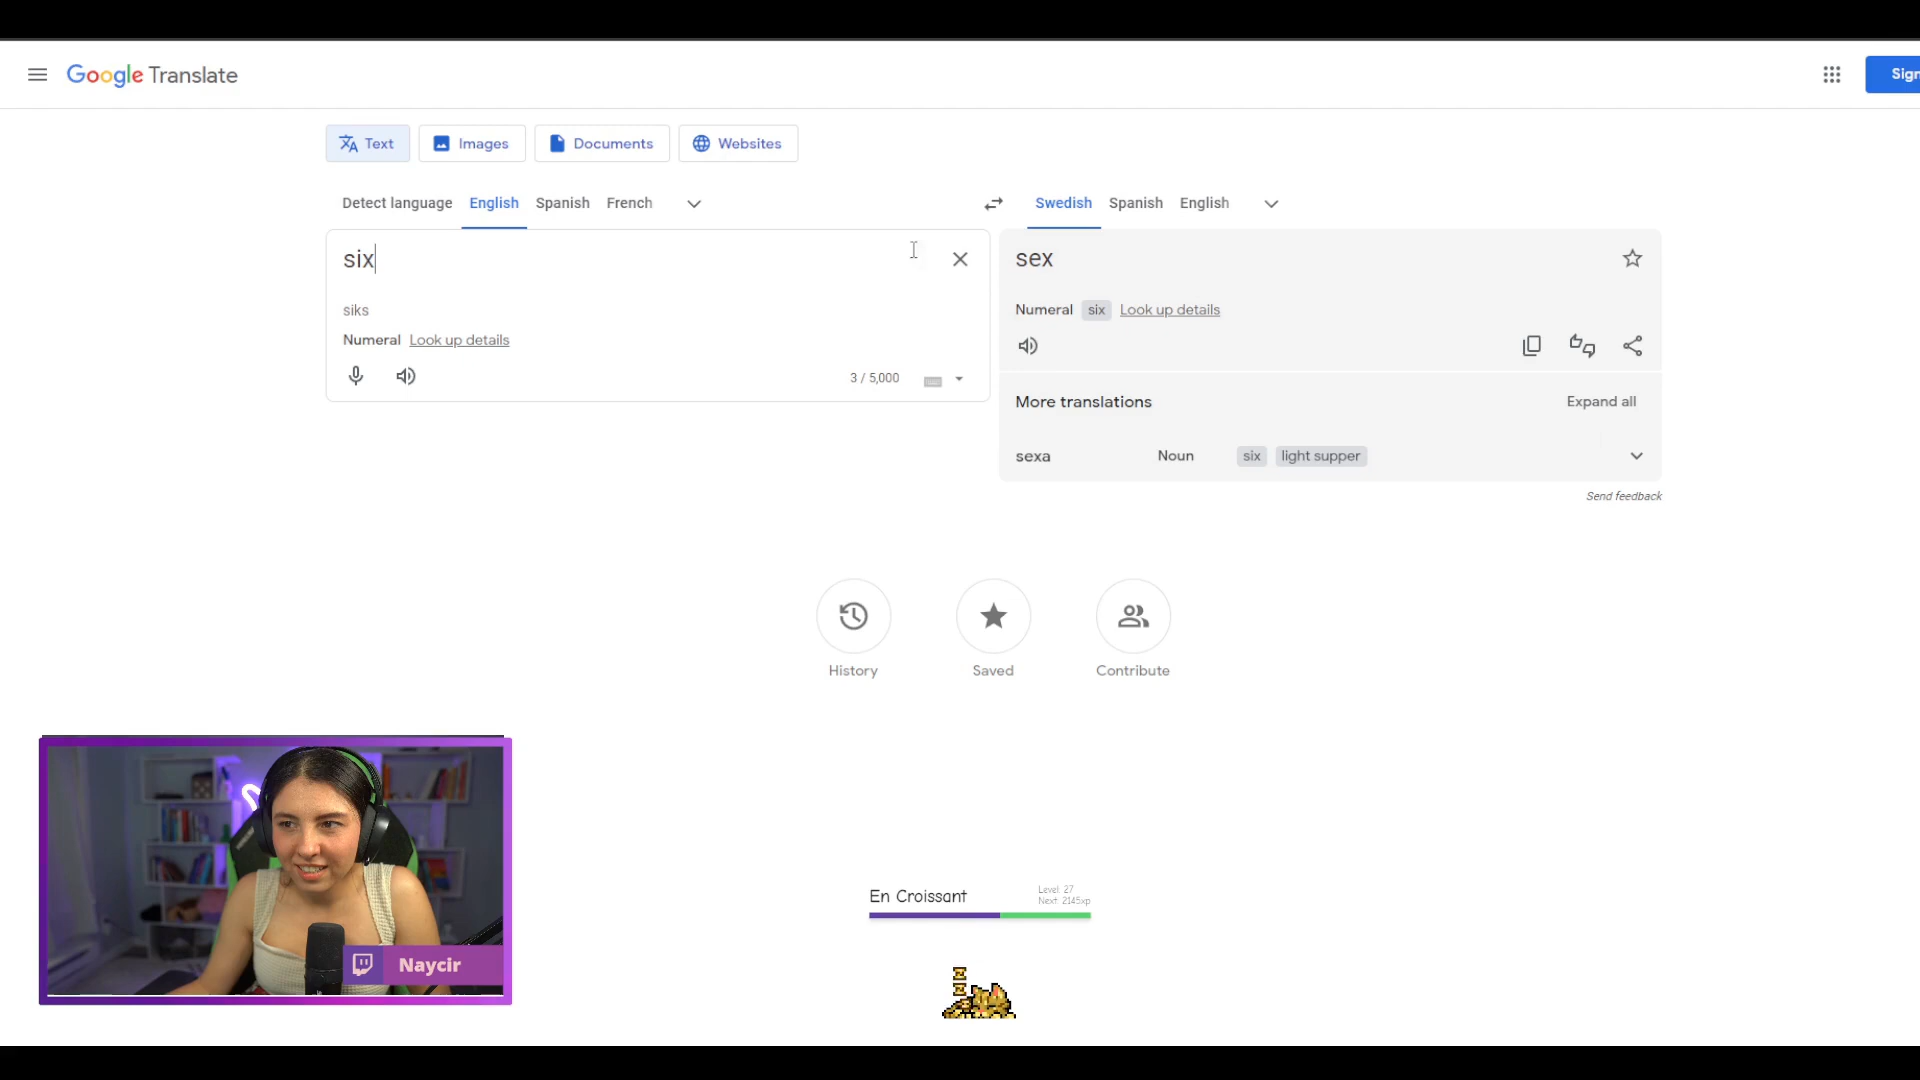 Google Translate
Sign
Text Images Documents Websites
Detect language English Spanish French
Swedish Spanish English
six
sex
siks
Numeral Look up details
Numeral six Look up details
3 / 5,000
More translations Expand all
sexa Noun six light supper
Send feedback
History Saved Contribute
En Croissant
Level: 27
Next: 2145xp
Naycir